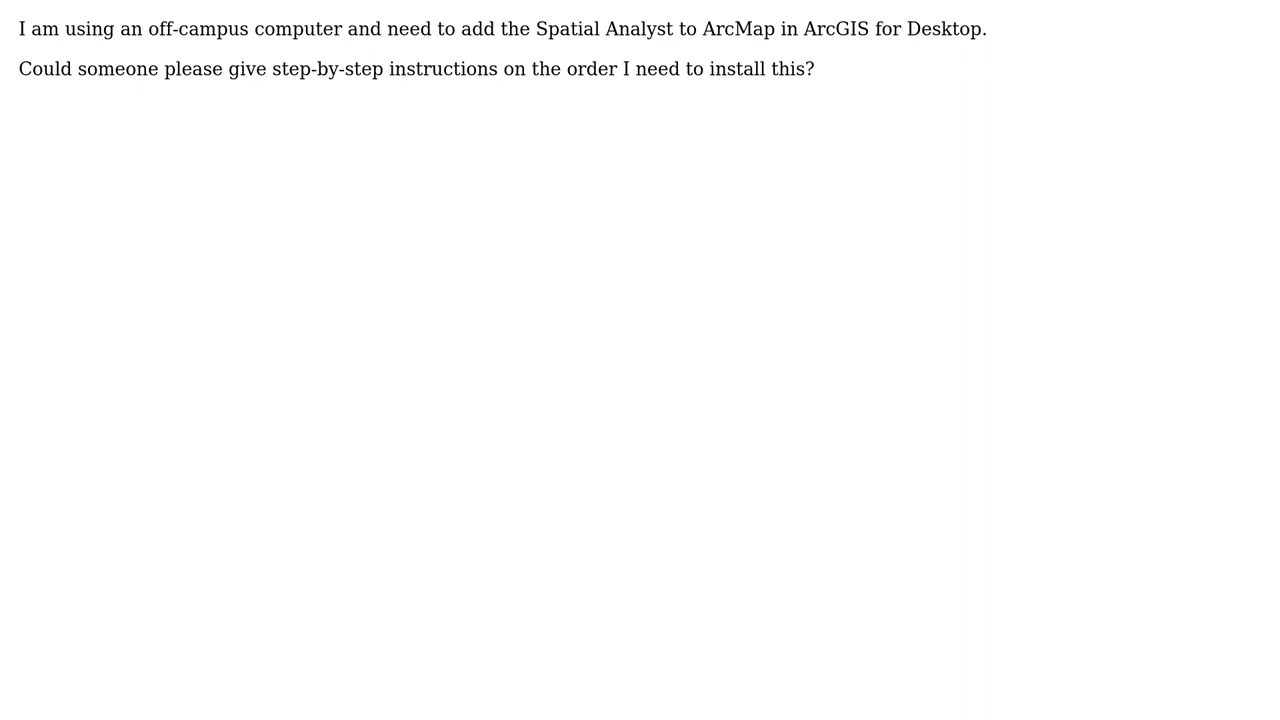 I am using an off-campus computer and need to add the Spatial Analyst to ArcMap in ArcGIS for Desktop.
Could someone please give step-by-step instructions on the order I need to install this?